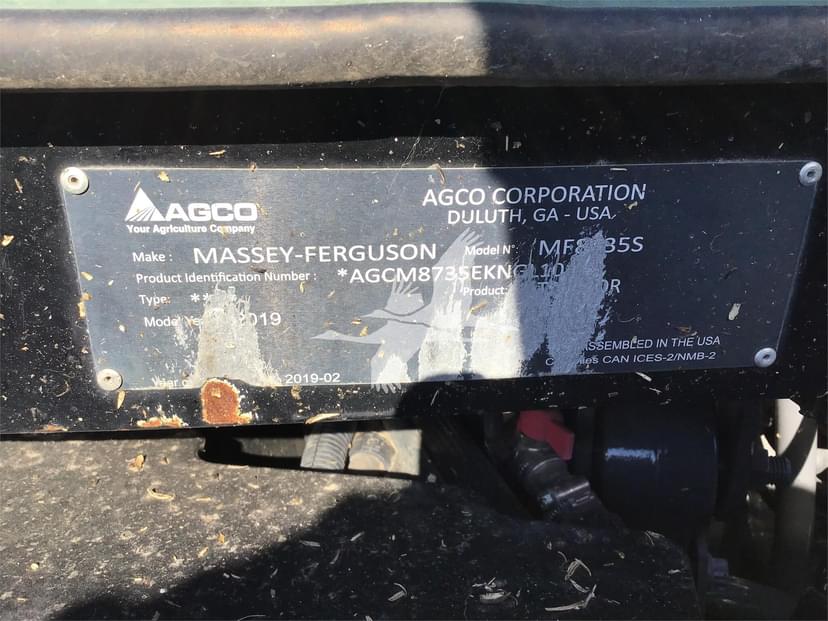 AGCO
Your Agriculture Company
AGCO CORPORATION
DULUTH, GA - USA
Make : MASSEY-FERGUSON Model N°:
Product Identification Number :
Product:
Type:
Model 2019
2019-02
ASSEMBLED IN THE USA
CAN ICES-2/NMB-2